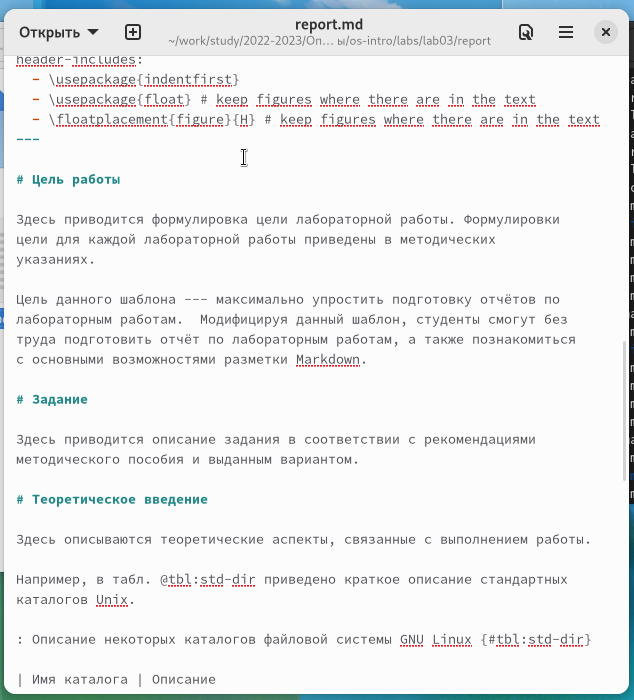 Открыть
report.md
~/work/study/2022-2023/Оп… ы/os-intro/labs/lab03/report
header-includes:
- \usepackage{indentfirst}
- \usepackage{float} # keep figures where there are in the text
- \floatplacement{figure}{H} # keep figures where there are in the text
---
# Цель работы
Здесь приводится формулировка цели лабораторной работы. Формулировки
цели для каждой лабораторной работы приведены в методических
указаниях.
Цель данного шаблона --- максимально упростить подготовку отчётов по
лабораторным работам.  Модифицируя данный шаблон, студенты смогут без
труда подготовить отчёт по лабораторным работам, а также познакомиться
с основными возможностями разметки Markdown.
# Задание
Здесь приводится описание задания в соответствии с рекомендациями
методического пособия и выданным вариантом.
# Теоретическое введение
Здесь описываются теоретические аспекты, связанные с выполнением работы.
Например, в табл. @tbl:std-dir приведено краткое описание стандартных
каталогов Unix.
: Описание некоторых каталогов файловой системы GNU Linux {#tbl:std-dir}
| Имя каталога | Описание